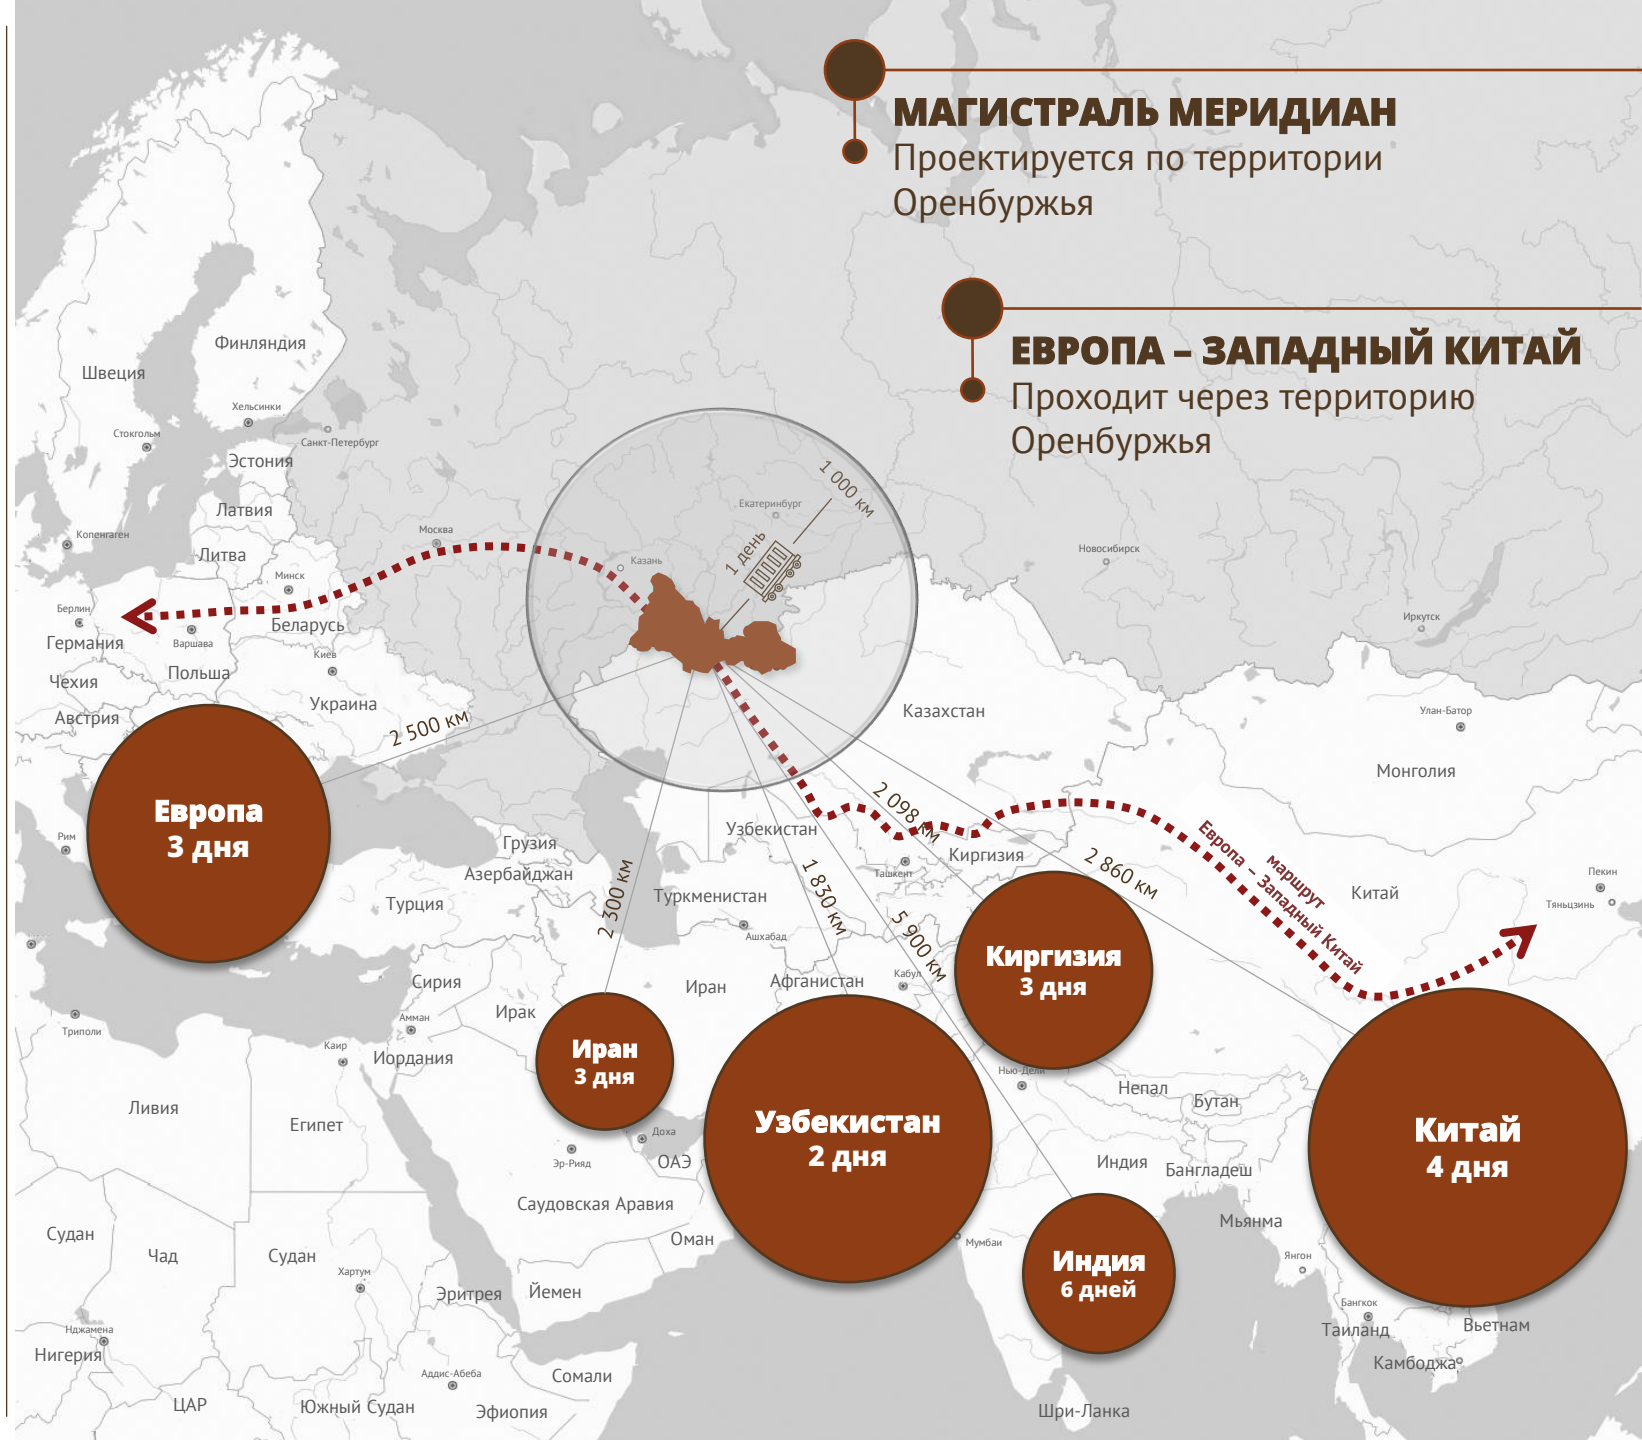 МАГИСТРАЛЬ МЕРИДИАН
Проектируется по территории
Оренбуржья
ЕВРОПА – ЗАПАДНЫЙ КИТАЙ
Проходит через территорию
Оренбуржья
Финляндия
Швеция
Хельсинки
Стокгольм
Санкт-Петербург
Эстония
1 000 км
Екатеринбург
Латвия
Копенгаген
Москва
Литва
1 день
Казань
Новосибирск
Минск
Берлин
Беларусь
Иркутск
Германия
Варшава
Киев
Чехия
Польша
Украина
Австрия
2 500 км
Казахстан
Улан-Батор
Монголия
Европа
3 дня
Рим
Грузия
Узбекистан
2 098 км
Киргизия
Ташкент
2 860 км
маршрут
Европа – Западный Китай
Китай
Пекин
Тяньцзинь
Азербайджан
Турция
2 300 км
Туркменистан
Ашхабад
1 830 км
5 900 км
Сирия
Иран
Афганистан
Кабул
Киргизия
3 дня
Ирак
Амман
Триполи
Каир
Иордания
Иран
3 дня
Нью-Дели
Непал
Бутан
Ливия
Египет
Доха
Эр-Рияд
ОАЭ
Узбекистан
2 дня
Индия
Бангладеш
Китай
4 дня
Саудовская Аравия
Оман
Мумбаи
Мьянма
Янгон
Судан
Чад
Судан
Хартум
Эритрея
Йемен
Индия
6 дней
Бангкок
Таиланд
Вьетнам
Камбоджа
Нджамена
Нигерия
Аддис-Абеба
Сомали
ЦАР
Южный Судан
Эфиопия
Шри-Ланка